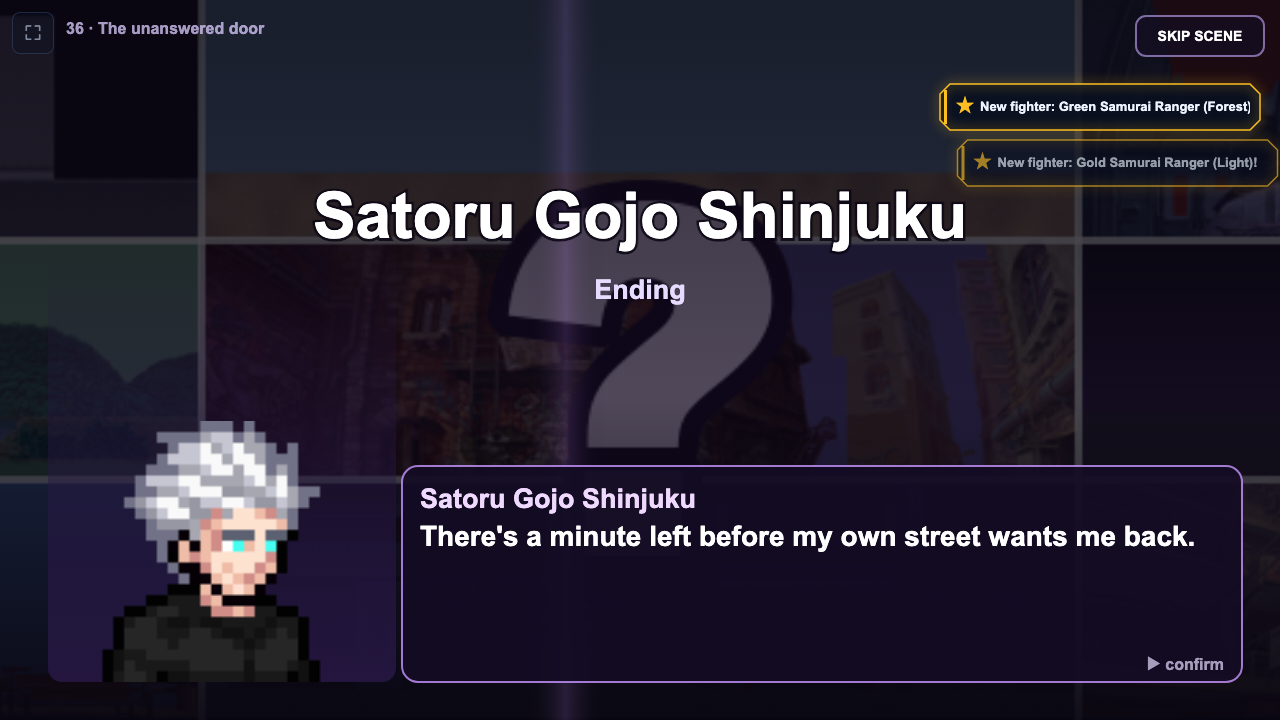 36 · The unanswered door
SKIP SCENE
★ New fighter: Green Samurai Ranger (Forest)
★ New fighter: Gold Samurai Ranger (Light)!
Satoru Gojo Shinjuku
Ending
?
Satoru Gojo Shinjuku
There's a minute left before my own street wants me back.
▶ confirm